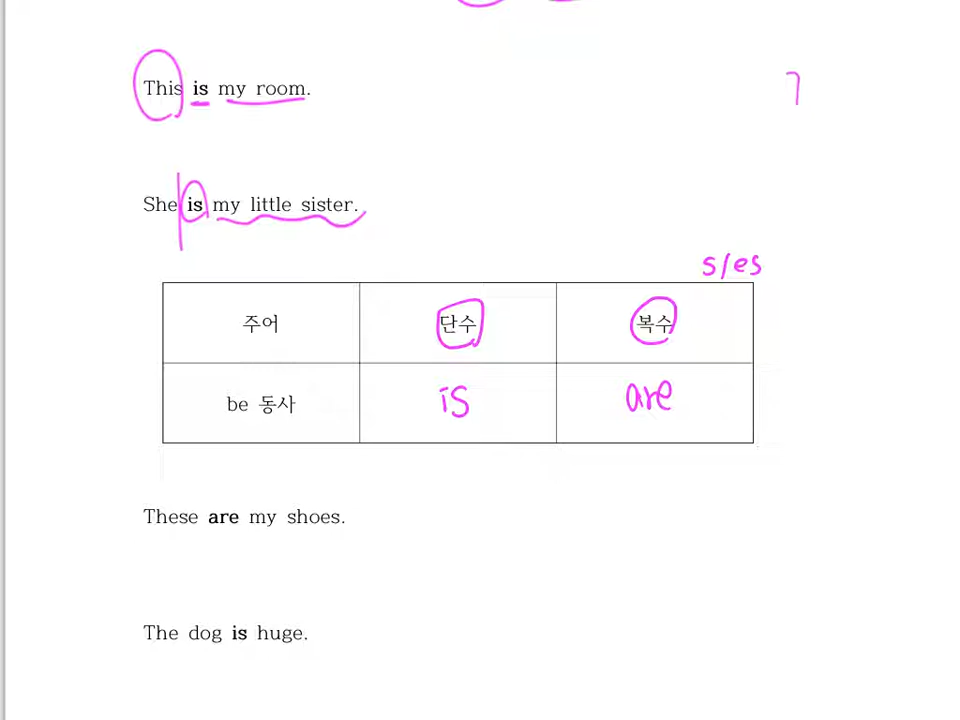 This is my room.
She is my little sister.
s/es
주어 단수 복수
be 동사 is are
These are my shoes.
The dog is huge.